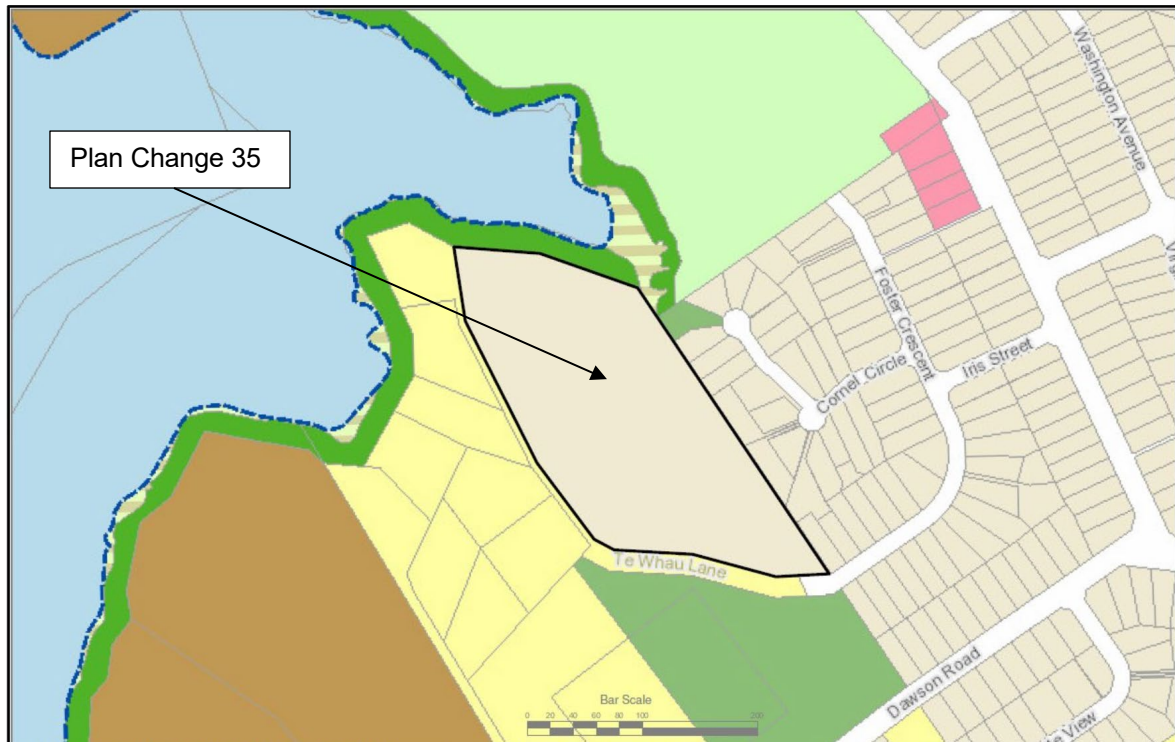 Plan Change 35
Washington Avenue
Foster Crescent
Iris Street
Cornel Circle
Te Whau Lane
Dawson Road
Bar Scale
0 20 40 60 80 100 200